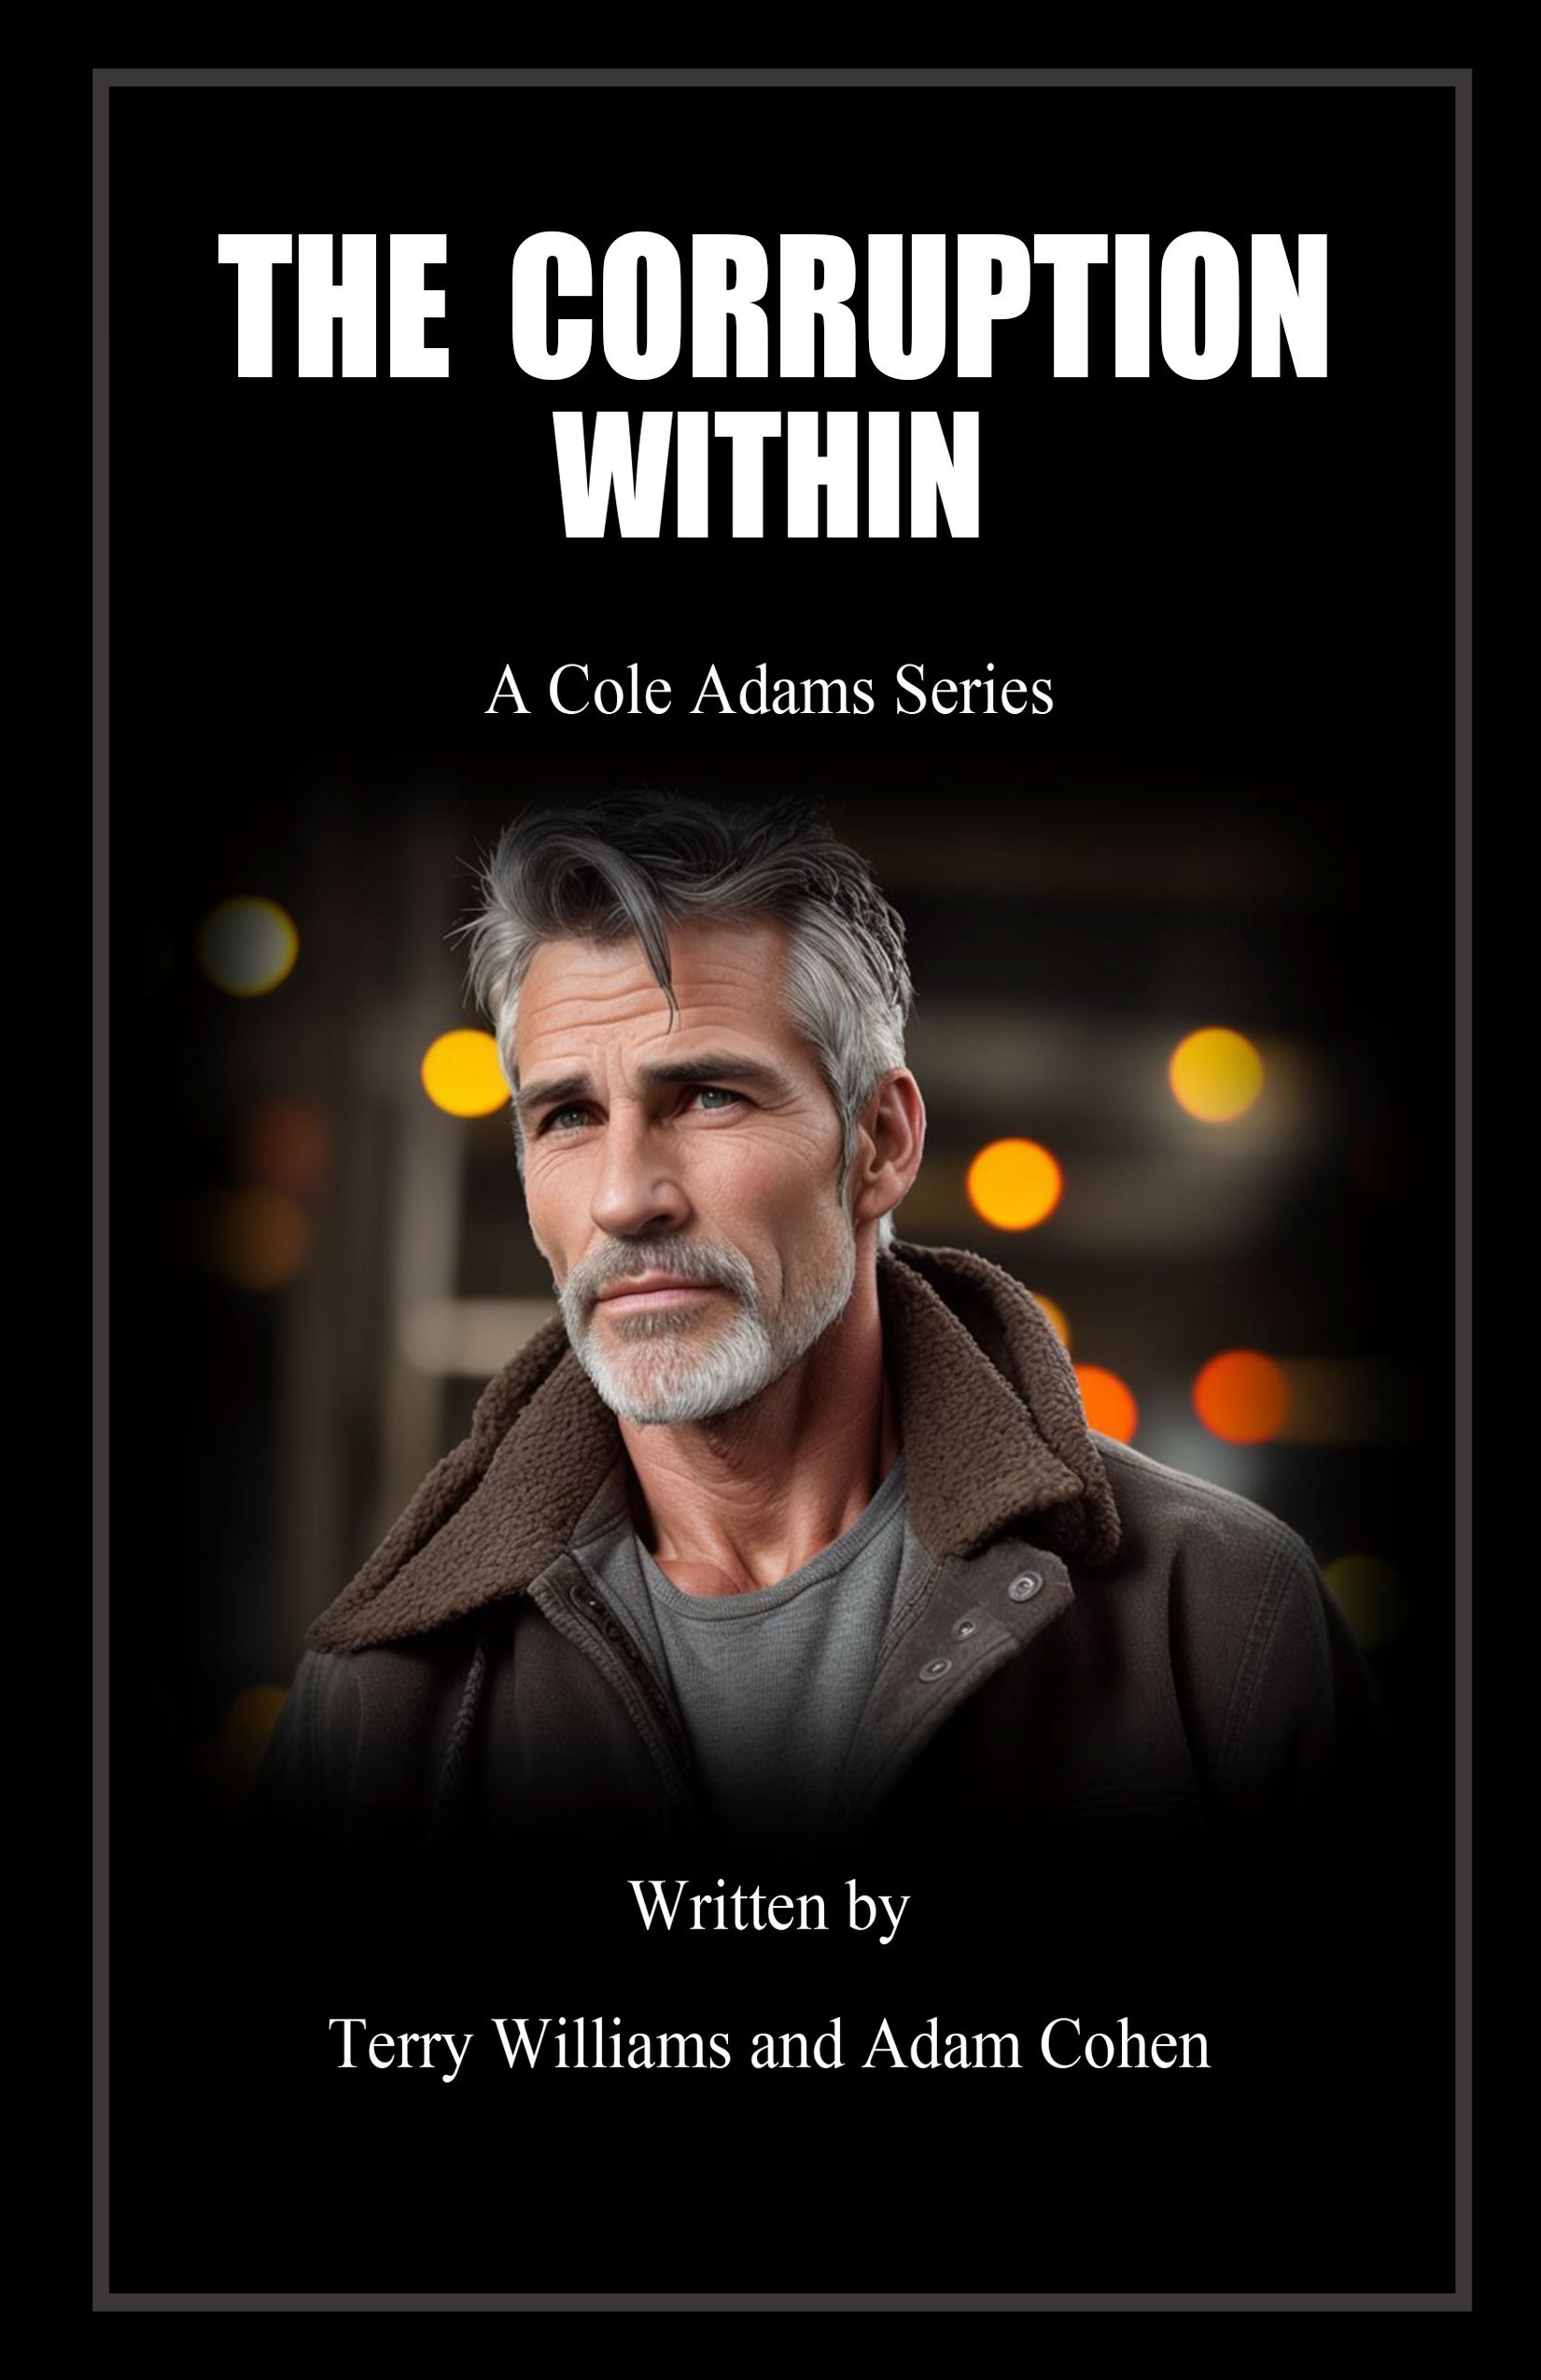 THE CORRUPTION
WITHIN
A Cole Adams Series
Written by
Terry Williams and Adam Cohen